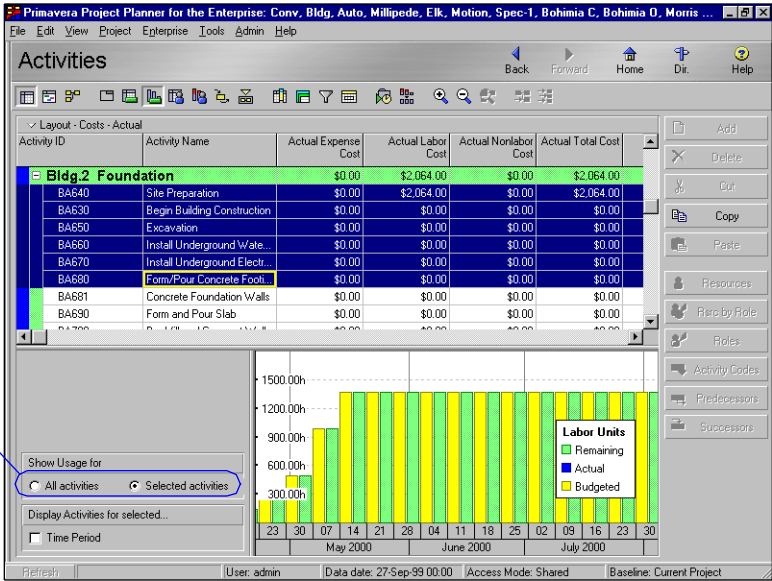 Primavera Project Planner for the Enterprise: Conv, Bldg, Auto, Millipede, Elk, Motion, Spec-1, Bohimia C, Bohimia O, Morris ...
File Edit View Project Enterprise Tools Admin Help
Activities
Back Forward Home Dir. Help
Layout - Costs - Actual
Activity ID Activity Name Actual Expense Cost Actual Labor Cost Actual Nonlabor Cost Actual Total Cost
Bldg.2 Foundation $0.00 $2,064.00 $0.00 $2,064.00
BA640 Site Preparation $0.00 $2,064.00 $0.00 $2,064.00
BA630 Begin Building Construction $0.00 $0.00 $0.00 $0.00
BA650 Excavation $0.00 $0.00 $0.00 $0.00
BA660 Install Underground Wate... $0.00 $0.00 $0.00 $0.00
BA670 Install Underground Electr... $0.00 $0.00 $0.00 $0.00
BA680 Form/Pour Concrete Footi... $0.00 $0.00 $0.00 $0.00
BA681 Concrete Foundation Walls $0.00 $0.00 $0.00 $0.00
BA690 Form and Pour Slab $0.00 $0.00 $0.00 $0.00
Add
Delete
Cut
Copy
Paste
Resources
Rsrc by Role
Roles
Activity Codes
Predecessors
Successors
Show Usage for
All activities Selected activities
Display Activities for selected...
Time Period
1500.00h
1200.00h
900.00h
600.00h
300.00h
Labor Units
Remaining
Actual
Budgeted
23 30 07 14 21 28 04 11 18 25 02 09 16 23 30
May 2000 June 2000 July 2000
Refresh User: admin Data date: 27-Sep-99 00:00 Access Mode: Shared Baseline: Current Project